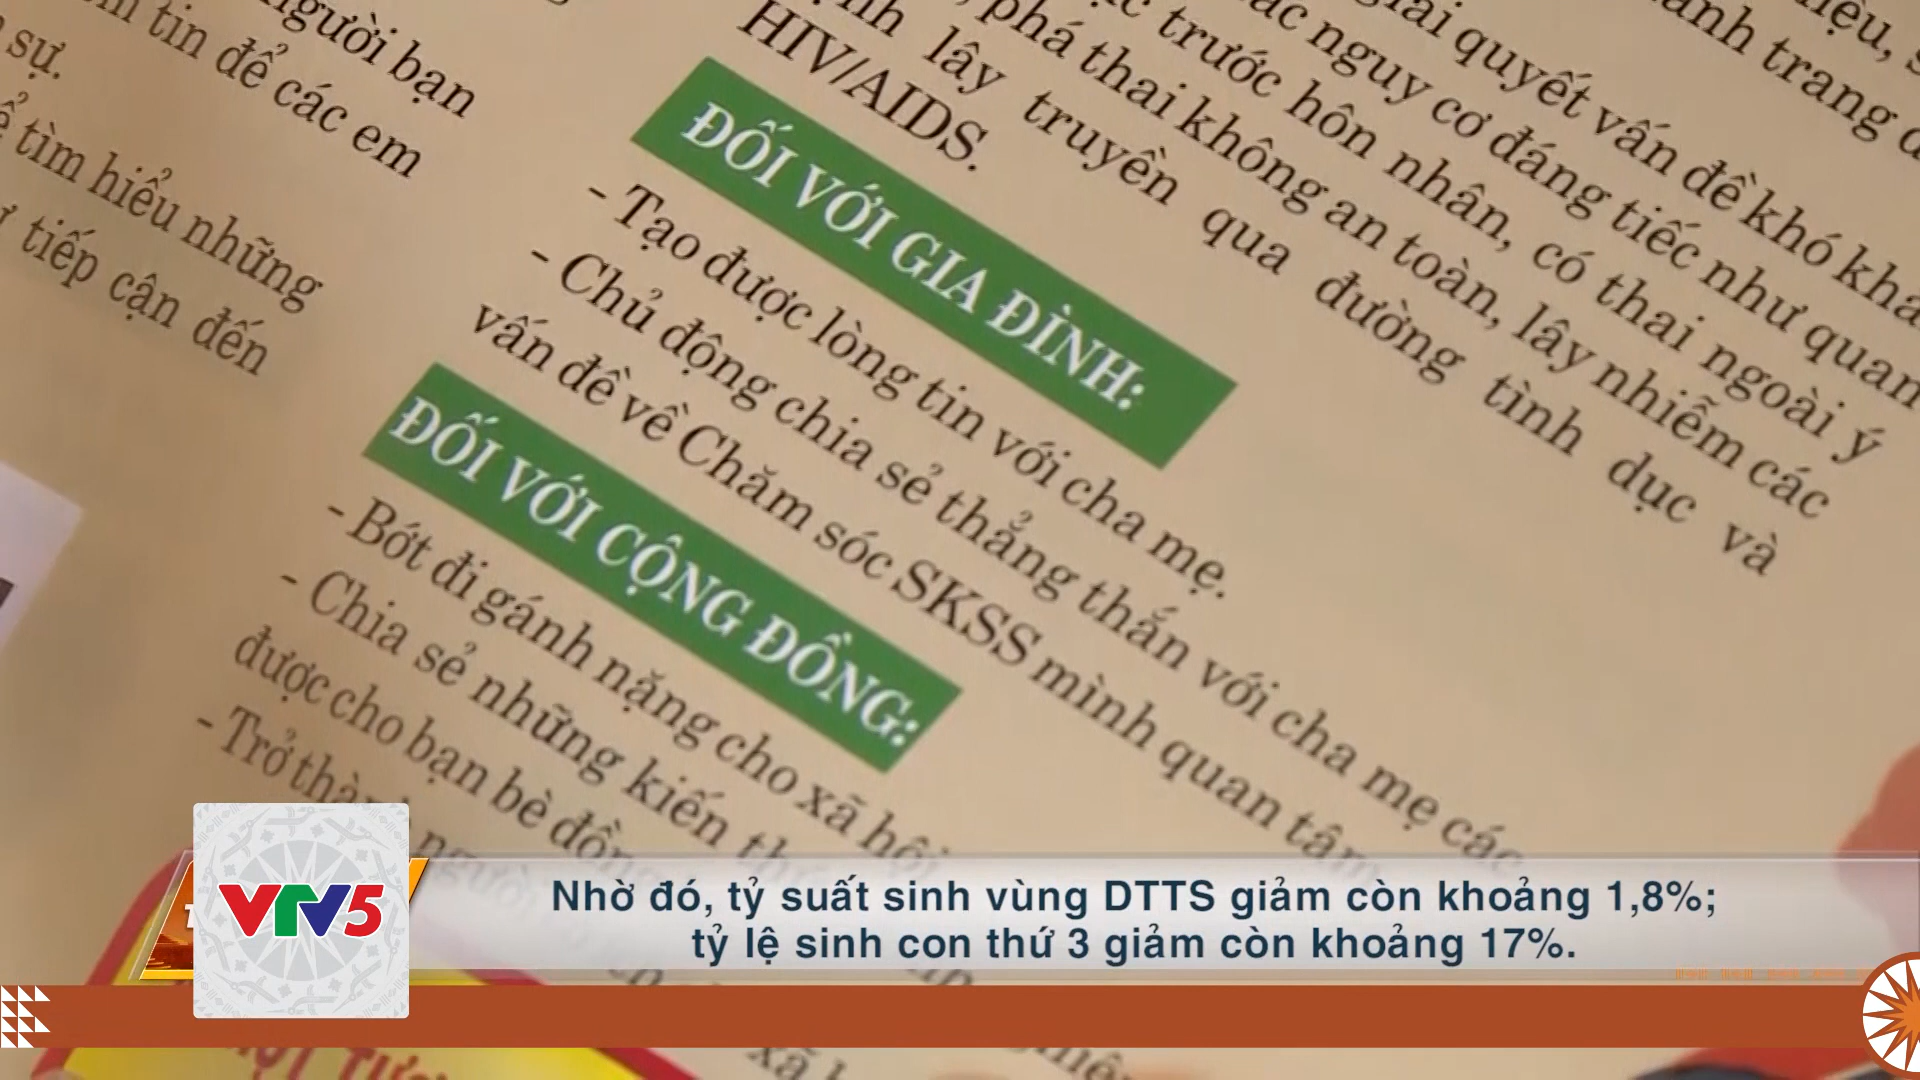 người bạn
tin để các em
sự.
tìm hiểu những
tiếp cận đến
giải quyết vấn đề khó
nguy cơ đáng tiếc như quan
trước hôn nhân, có thai ngoài ý
phá thai không an toàn, lây nhiễm các
lây truyền qua đường tình dục và
HIV/AIDS.
ĐỐI VỚI GIA ĐÌNH:
- Tạo được lòng tin với cha mẹ.
- Chủ động chia sẻ thẳng thắn với cha mẹ các
vấn đề về Chăm sóc SKSS mình quan tâm
ĐỐI VỚI CỘNG ĐỒNG:
- Bớt đi gánh nặng cho xã hội
- Chia sẻ những kiến
được cho bạn bè đồng
- Trở
người
VTV5
Nhờ đó, tỷ suất sinh vùng DTTS giảm còn khoảng 1,8%;
tỷ lệ sinh con thứ 3 giảm còn khoảng 17%.
xã